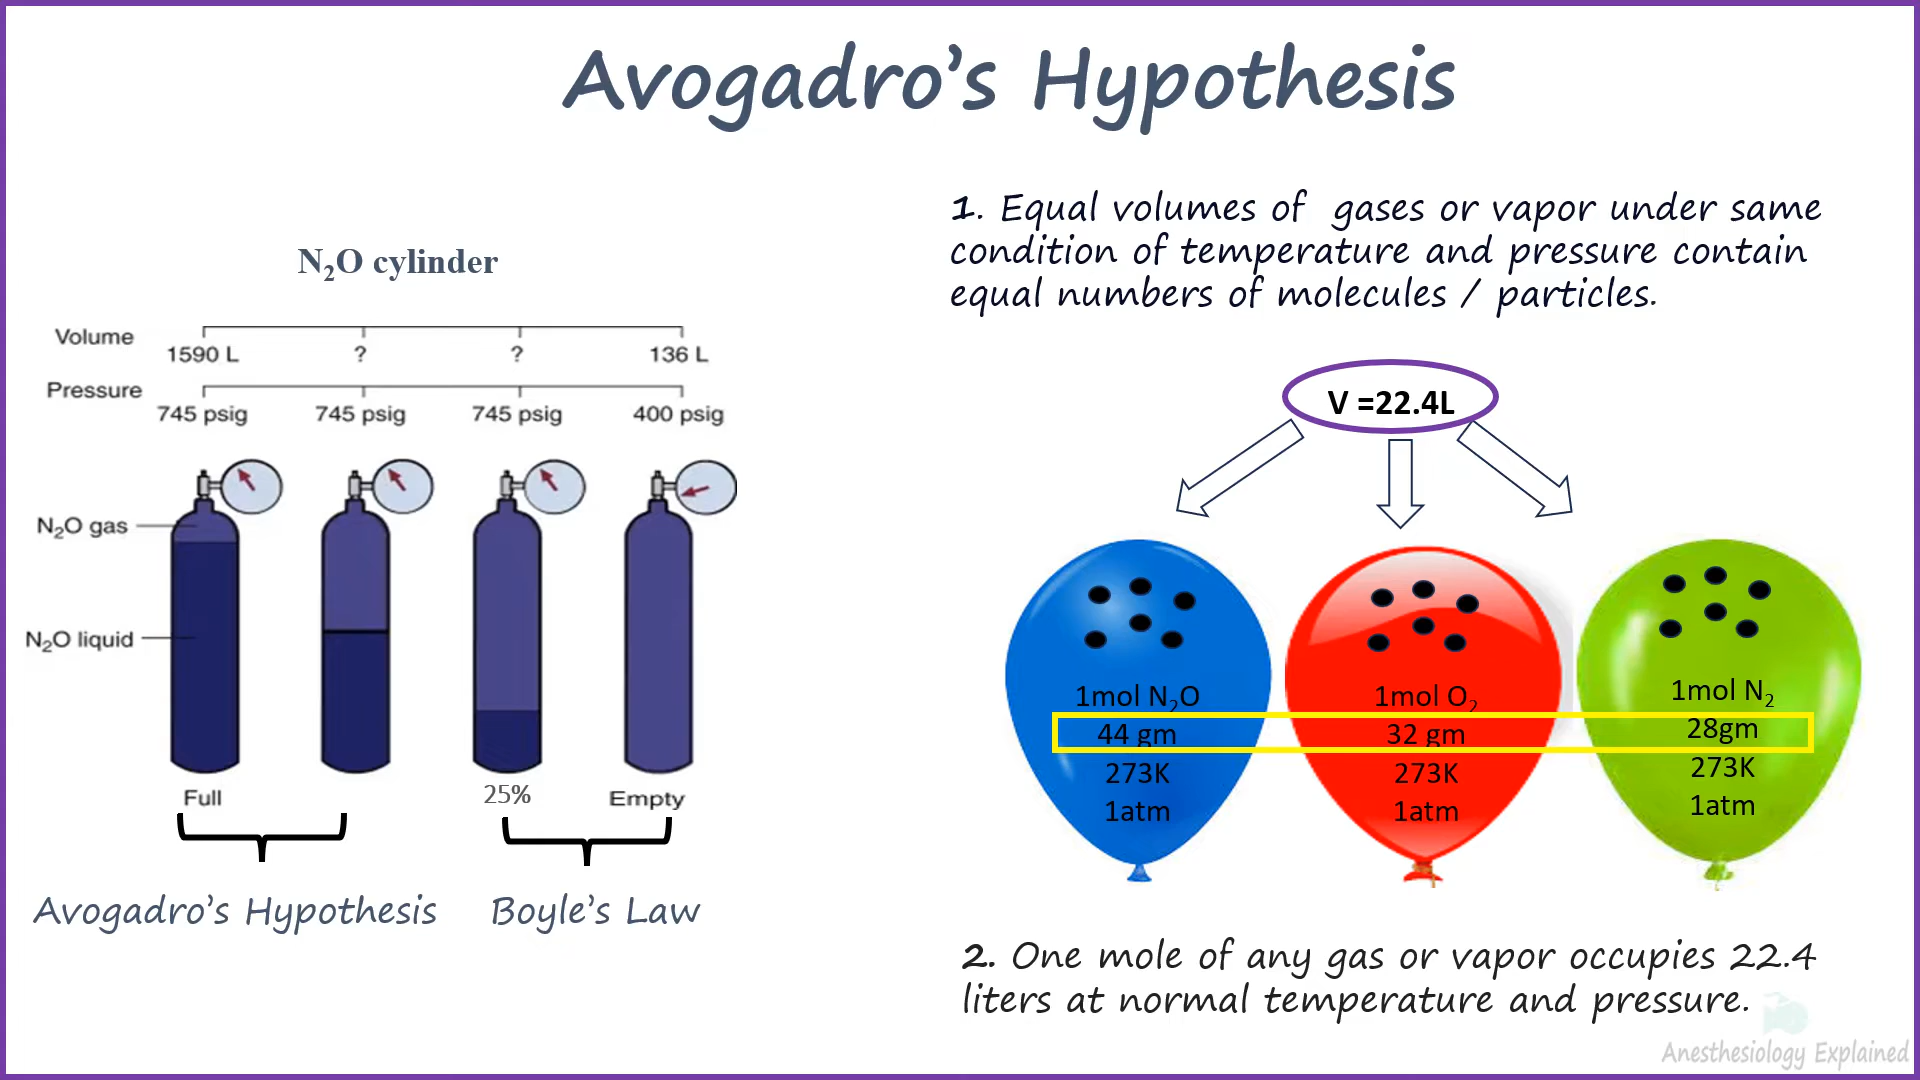 Avogadro’s Hypothesis
N₂O cylinder
Volume
1590 L ? ? 136 L
Pressure
745 psig 745 psig 745 psig 400 psig
N₂O gas
N₂O liquid
Full 25% Empty
Avogadro’s Hypothesis Boyle’s Law
1. Equal volumes of gases or vapor under same
condition of temperature and pressure contain
equal numbers of molecules / particles.
V =22.4L
1mol N₂O
44 gm
273K
1atm
1mol O₂
32 gm
273K
1atm
1mol N₂
28gm
273K
1atm
2. One mole of any gas or vapor occupies 22.4
liters at normal temperature and pressure.
Anesthesiology Explained